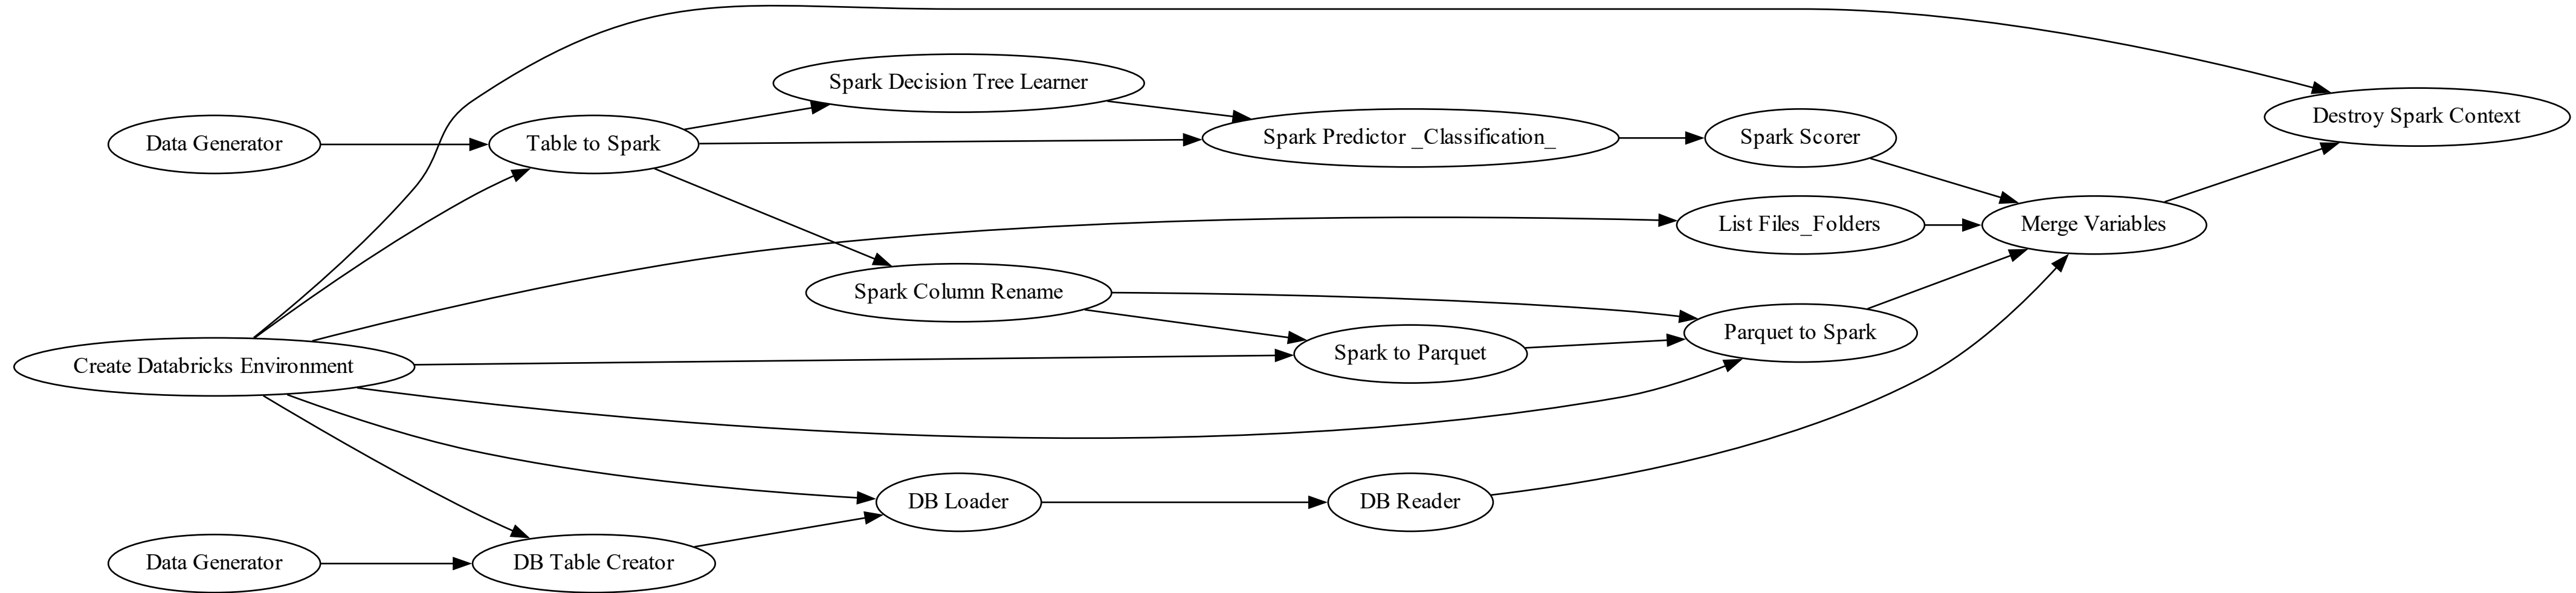 Spark Decision Tree Learner
Destroy Spark Context
Data Generator
Table to Spark
Spark Predictor _Classification_
Spark Scorer
List Files_Folders
Merge Variables
Spark Column Rename
Parquet to Spark
Spark to Parquet
Create Databricks Environment
DB Loader
DB Reader
Data Generator
DB Table Creator